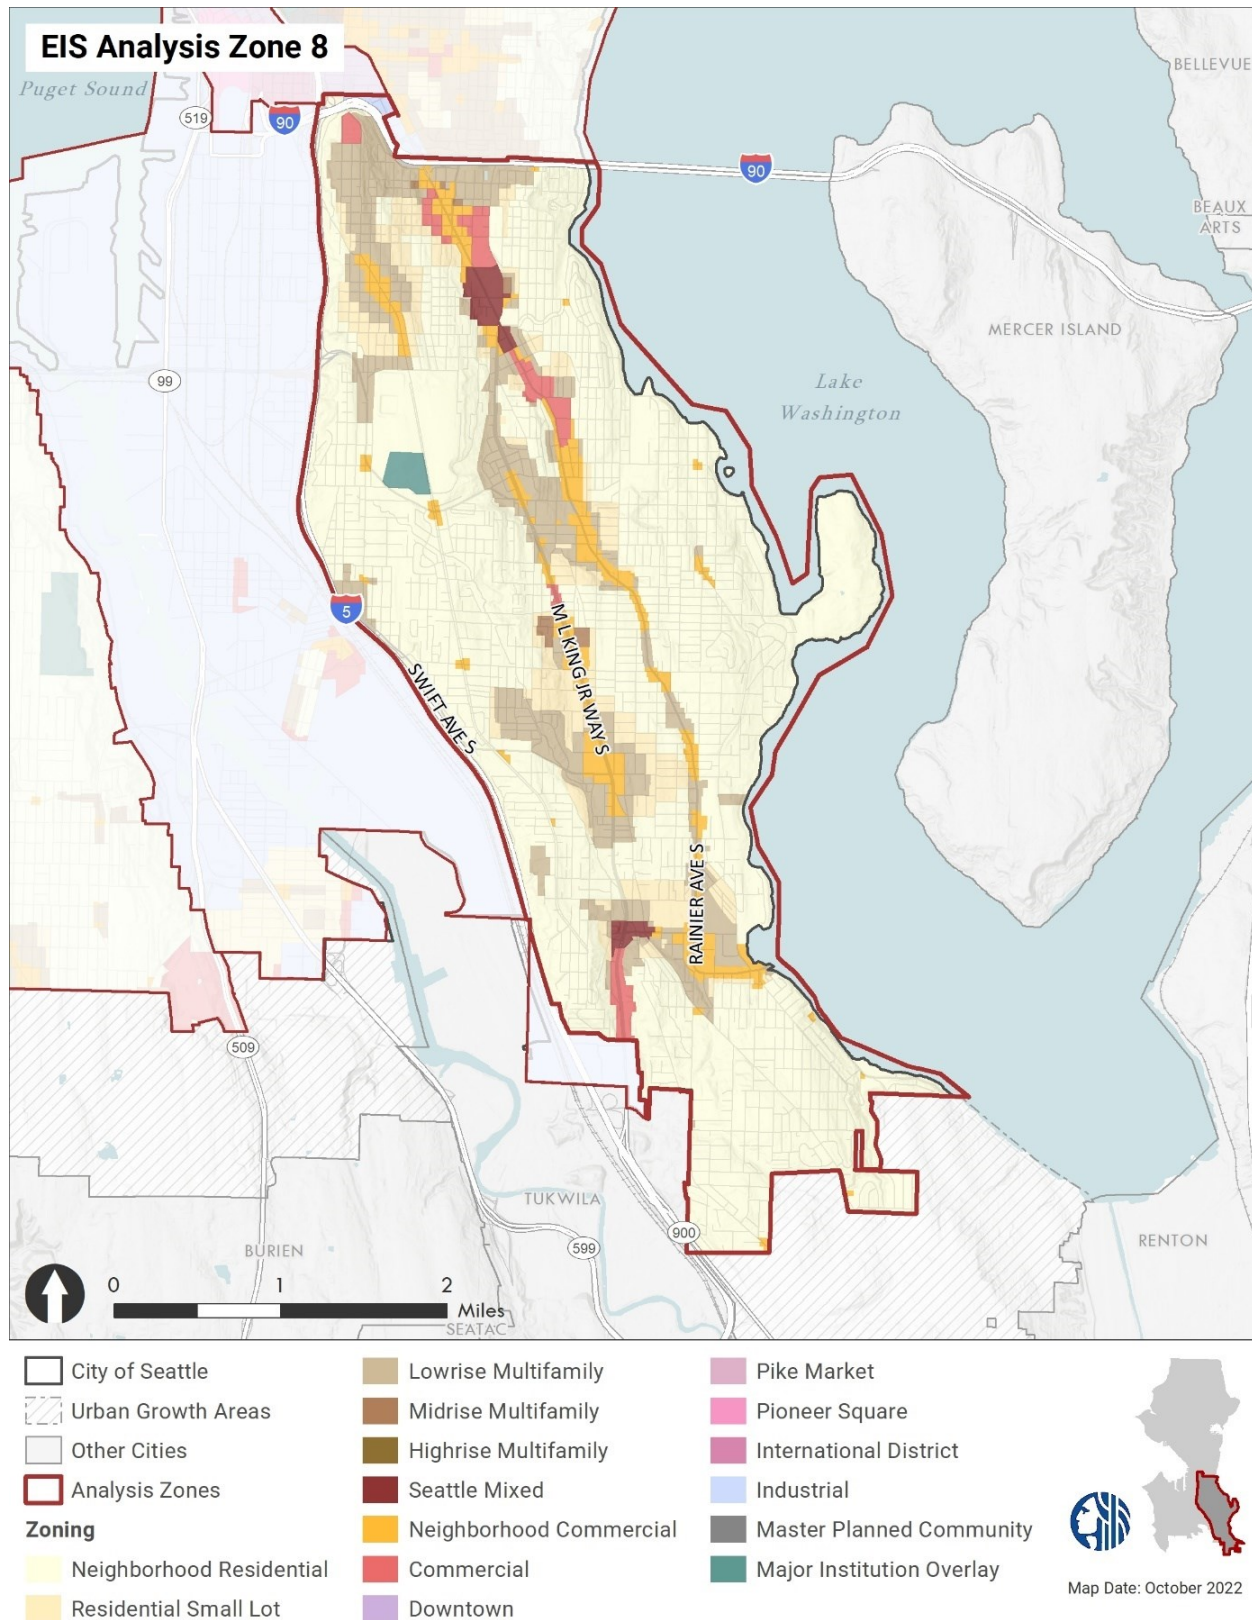 EIS Analysis Zone 8
Puget Sound
519
90
90
BELLEVUE
BEAUX
ARTS
MERCER ISLAND
99
Lake
Washington
5
M L KING JR WAY S
SWIFT AVE S
RAINIER AVE S
509
TUKWILA
900
599
BURIEN
RENTON
0 1 2
Miles
SEATAC
City of Seattle
Urban Growth Areas
Other Cities
Analysis Zones
Zoning
Neighborhood Residential
Residential Small Lot
Lowrise Multifamily
Midrise Multifamily
Highrise Multifamily
Seattle Mixed
Neighborhood Commercial
Commercial
Downtown
Pike Market
Pioneer Square
International District
Industrial
Master Planned Community
Major Institution Overlay
Map Date: October 2022